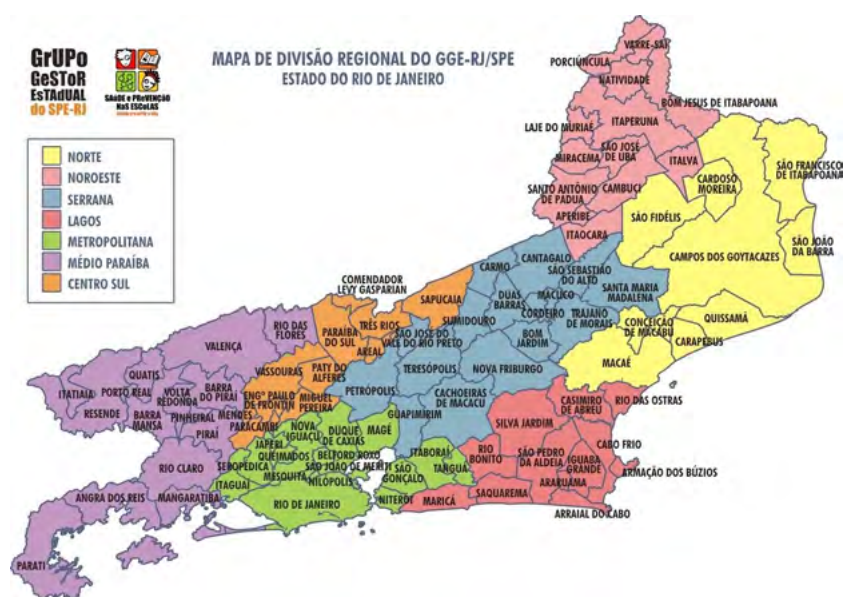 GrUPo
GeSToR
EsTAdUAL
do SPE-RJ
SAúDe e PReVeNÇão
NaS eSCoLaS
MAPA DE DIVISÃO REGIONAL DO GGE-RJ/SPE
ESTADO DO RIO DE JANEIRO
NORTE
NOROESTE
SERRANA
LAGOS
METROPOLITANA
MÉDIO PARAÍBA
CENTRO SUL
VARRE-SAI
PORCIÚNCULA
NATIVIDADE
BOM JESUS DE ITABAPOANA
ITAPERUNA
LAJE DO MURIAÉ
SÃO JOSÉ
DE UBÁ
MIRACEMA
ITALVA
SÃO FRANCISCO
DE ITABAPOANA
CARDOSO
MOREIRA
SANTO ANTÔNIO
DE PADUA
CAMBUCI
APERIBE
SÃO FIDÉLIS
ITAOCARA
SÃO JOÃO
DA BARRA
CAMPOS DOS GOYTACAZES
CANTAGALO
CARMO
SÃO SEBASTIÃO
DO ALTO
COMENDADOR
LEVY GASPARIAN
SANTA MARIA
MADALENA
SAPUCAIA
DUAS
BARRAS
MACUCO
CORDEIRO
TRAJANO
DE MORAIS
QUISSAMÃ
CONCEIÇÃO
DE MACABU
CARAPEBUS
RIO DAS
FLORES
TRÊS RIOS
PARAÍBA
DO SUL
SUMIDOURO
SÃO JOSÉ DO
VALE DO RIO PRETO
BOM
JARDIM
AREAL
VALENÇA
MACAÉ
VASSOURAS
PATY DO
ALFERES
TERESÓPOLIS
NOVA FRIBURGO
QUATIS
ITATIAIA
PORTO REAL
VOLTA
REDONDA
BARRA
DO PIRAÍ
PETRÓPOLIS
ENGº PAULO
DE FRONTIN
MIGUEL
PEREIRA
CACHOEIRAS
DE MACACU
CASIMIRO
DE ABREU
RIO DAS OSTRAS
RESENDE
BARRA
MANSA
PINHEIRAL
MENDES
PIRAÍ
PARACAMBI
GUAPIMIRIM
SILVA JARDIM
NOVA
IGUAÇU
DUQUE
DE CAXIAS
MAGÉ
JAPERI
QUEIMADOS
BELFORD ROXO
SÃO JOÃO DE MERITI
ITABORAÍ
RIO
BONITO
SÃO PEDRO
DA ALDEIA
IGUABA
GRANDE
CABO FRIO
RIO CLARO
SEROPÉDICA
MESQUITA
NILÓPOLIS
SÃO
GONÇALO
TANGUÁ
ARMAÇÃO DOS BÚZIOS
ARARUAMA
ITAGUAÍ
ANGRA DOS REIS
MANGARATIBA
RIO DE JANEIRO
NITERÓI
MARICÁ
SAQUAREMA
ARRAIAL DO CABO
PARATI